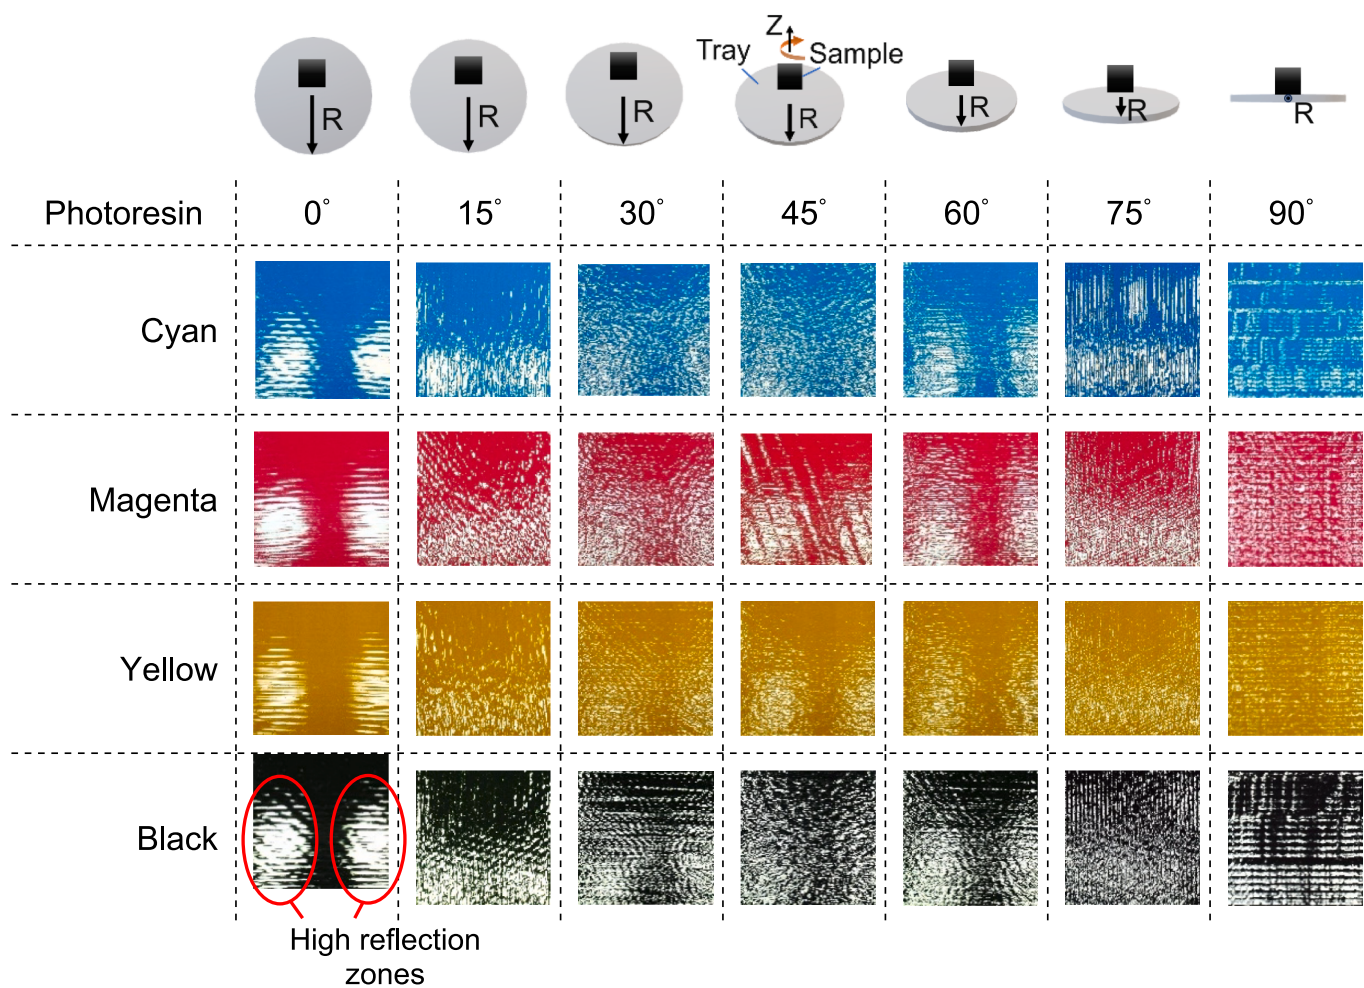 Z
Tray
Sample
R
R
R
R
R
R
R
Photoresin
0°
15°
30°
45°
60°
75°
90°
Cyan
Magenta
Yellow
Black
High reflection
zones